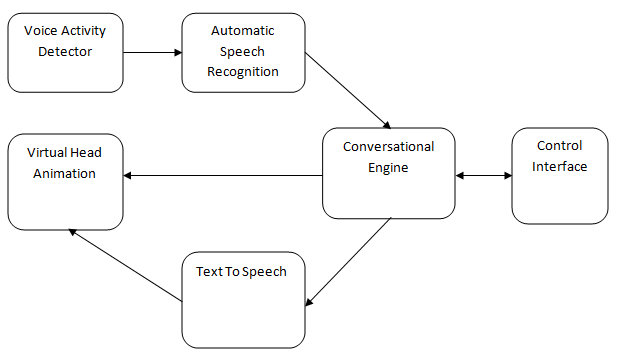 Voice Activity
Detector
Automatic
Speech
Recognition
Virtual Head
Animation
Conversational
Engine
Control
Interface
Text To Speech